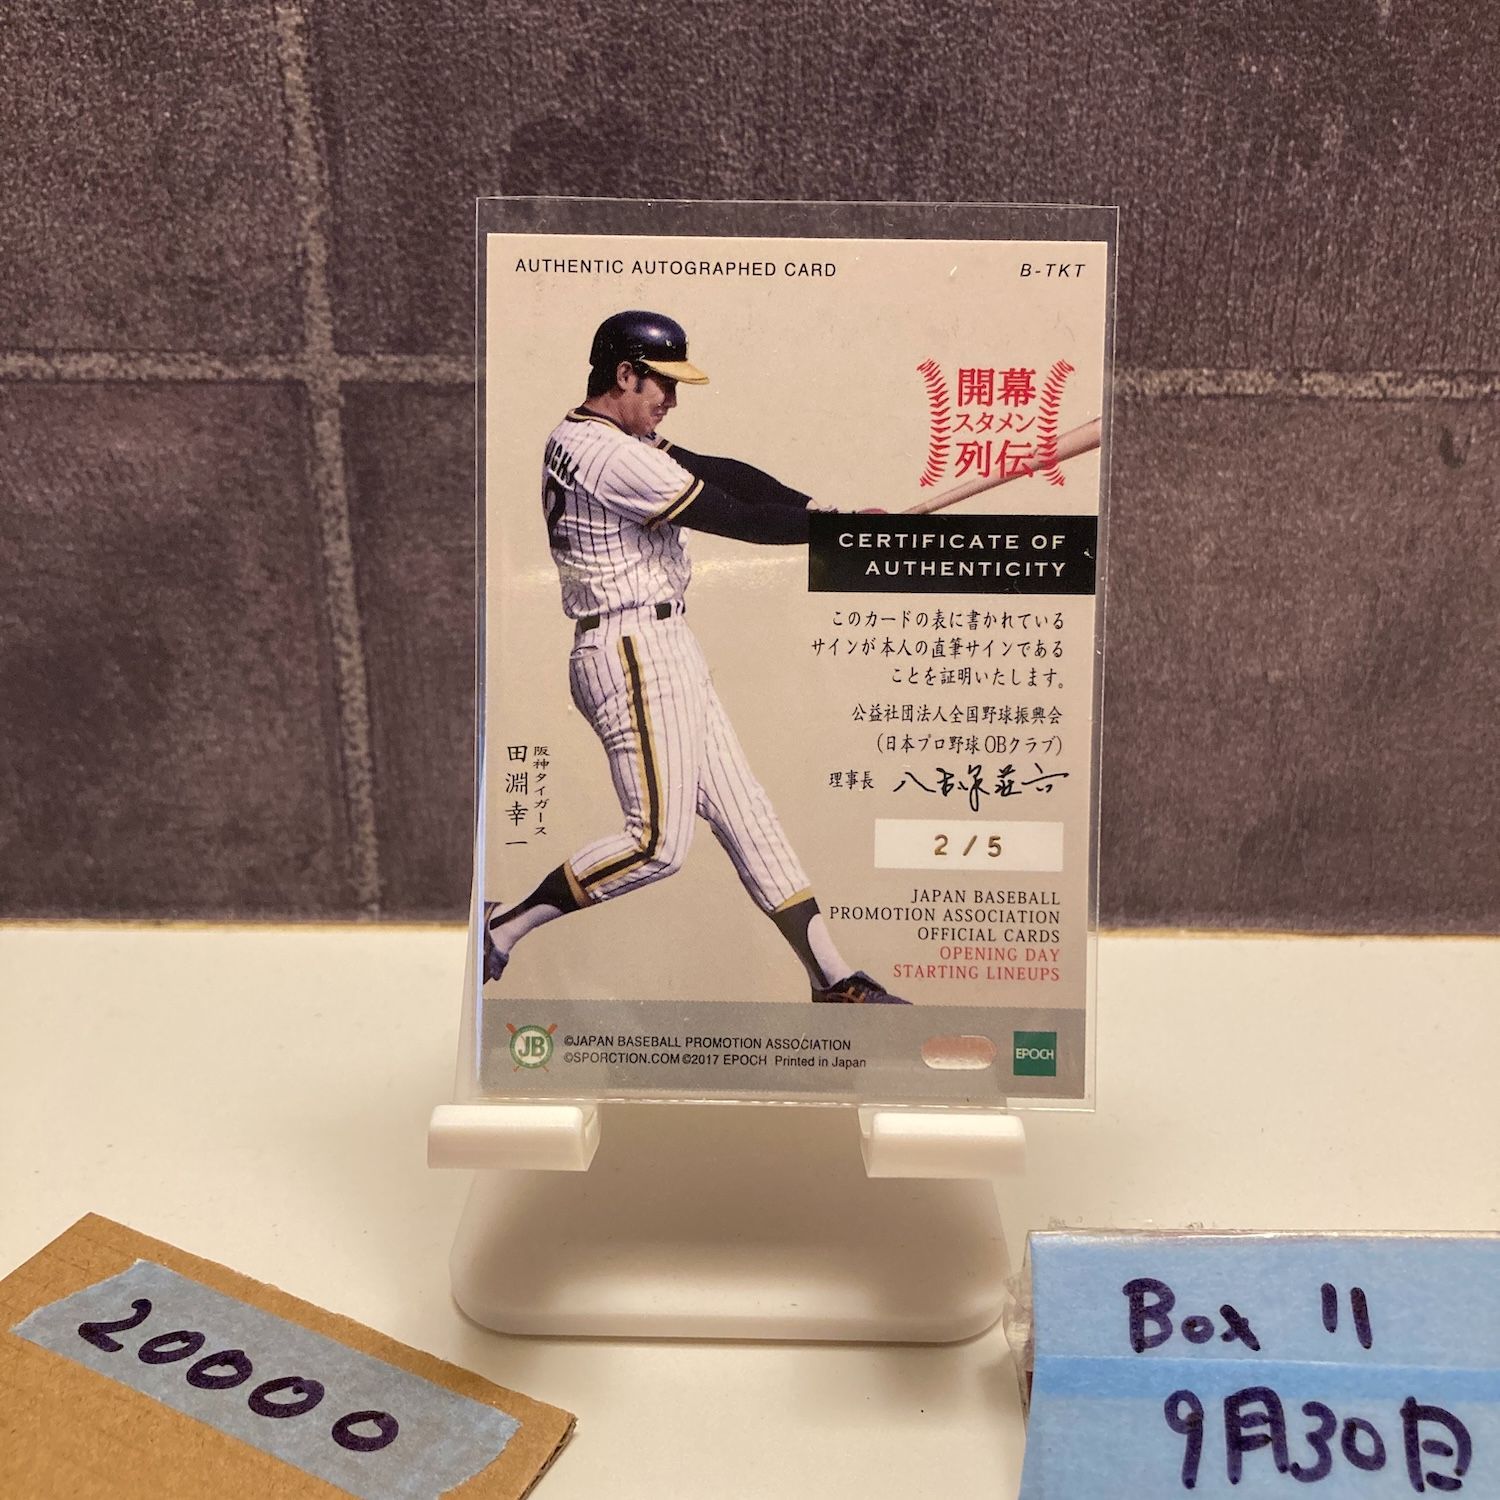 AUTHENTIC AUTOGRAPHED CARD
B-TKT
開幕
スタメン
列伝
CERTIFICATE OF
AUTHENTICITY
このカードの表に書かれている
サインが本人の直筆サインである
ことを証明いたします。
公益社団法人全国野球振興会
(日本プロ野球OBクラブ)
理事長 八木沢荘六
2/5
阪神タイガース
田淵幸一
JAPAN BASEBALL
PROMOTION ASSOCIATION
OFFICIAL CARDS
OPENING DAY
STARTING LINEUPS
JB
©JAPAN BASEBALL PROMOTION ASSOCIATION
©SPORCTION.COM ©2017 EPOCH Printed in Japan
EPOCH
20000
Box 11
9月30日